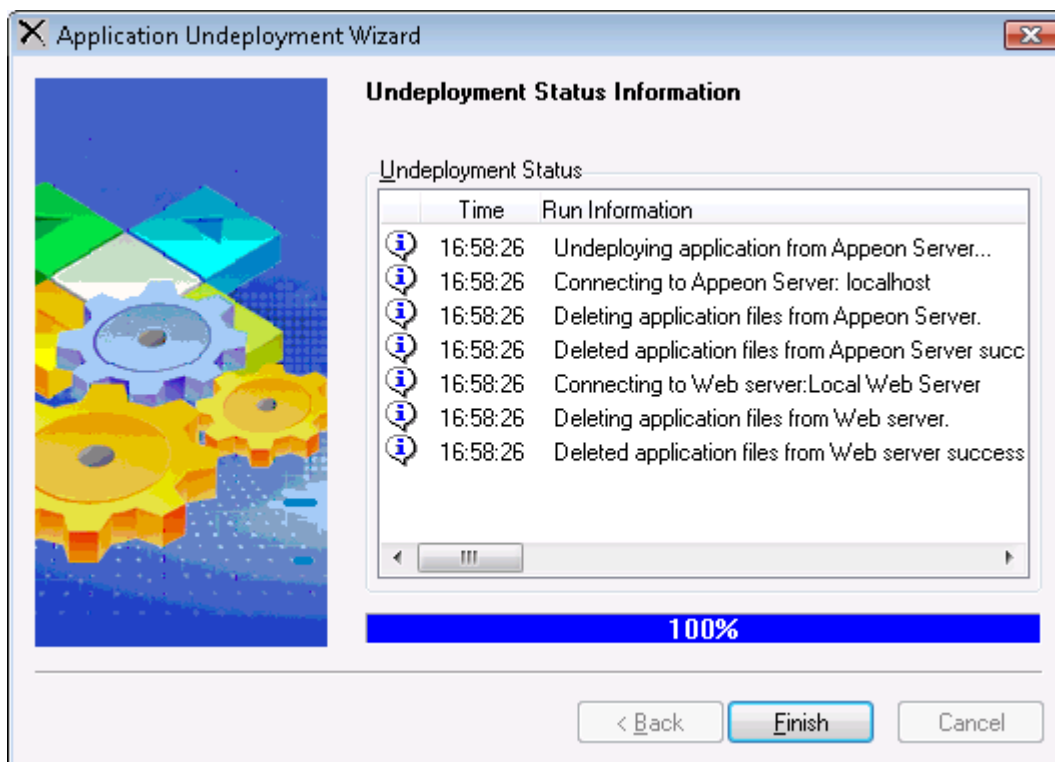 Application Undeployment Wizard
Undeployment Status Information
Undeployment Status
Time Run Information
16:58:26 Undeploying application from Appeon Server...
16:58:26 Connecting to Appeon Server: localhost
16:58:26 Deleting application files from Appeon Server.
16:58:26 Deleted application files from Appeon Server succ
16:58:26 Connecting to Web server:Local Web Server
16:58:26 Deleting application files from Web server.
16:58:26 Deleted application files from Web server success
100%
< Back Finish Cancel